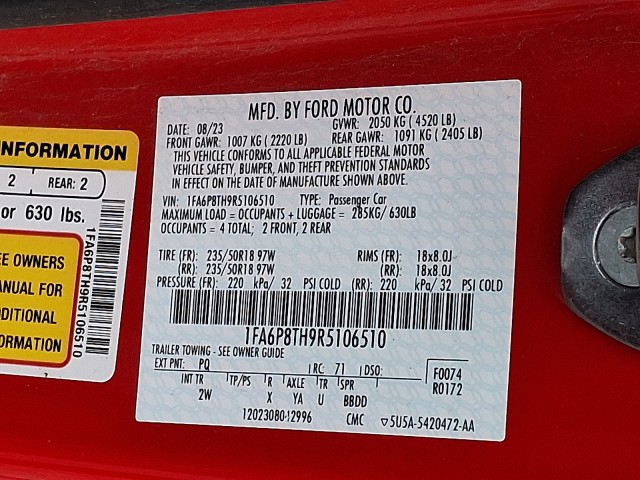 INFORMATION
2 REAR: 2
or 630 lbs.
EE OWNERS
ANUAL FOR
DDITIONAL
FORMATION
1FA6P8TH9R5106510
MFD. BY FORD MOTOR CO.
DATE: 08/23 GVWR: 2050 KG (4520 LB)
FRONT GAWR: 1007 KG (2220 LB) REAR GAWR: 1091 KG (2405 LB)
THIS VEHICLE CONFORMS TO ALL APPLICABLE FEDERAL MOTOR
VEHICLE SAFETY, BUMPER, AND THEFT PREVENTION STANDARDS
IN EFFECT ON THE DATE OF MANUFACTURE SHOWN ABOVE.
VIN: 1FA6P8TH9R5106510 TYPE: Passenger Car
MAXIMUM LOAD = OCCUPANTS + LUGGAGE = 285KG/ 630LB
OCCUPANTS = 4 TOTAL; 2 FRONT, 2 REAR
TIRE (FR): 235/50R18 97W RIMS (FR): 18x8.0J
(RR): 235/50R18 97W (RR): 18x8.0J
PRESSURE (FR): 220 kPa/ 32 PSI COLD (RR): 220 kPa/ 32 PSI COLD
1FA6P8TH9R5106510
TRAILER TOWING - SEE OWNER GUIDE
EXT PNT: PQ RC: 71 DSO: F0074
INT TR TP/PS R AXLE TR SPR R0172
2W X YA U BBDD
12023080 12996 CMC 5U5A-5420472-AA